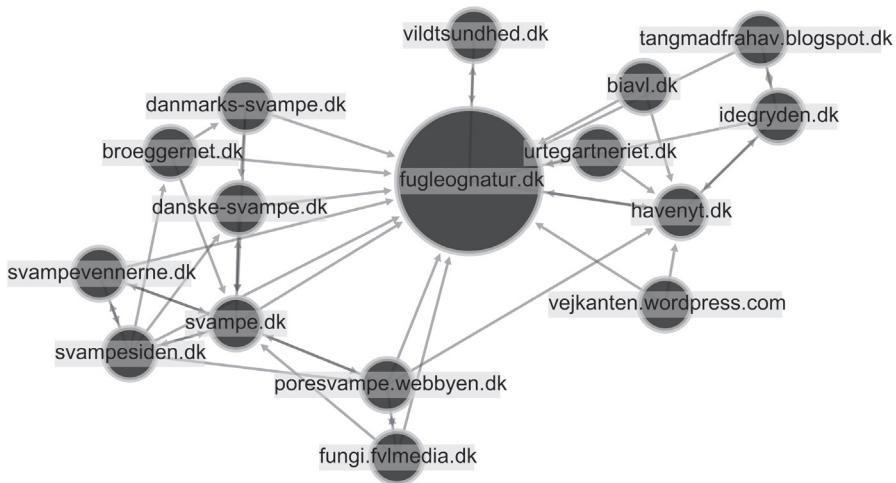 vildtsundhed.dk
tangmadfrahav.blogspot.dk
biavl.dk
danmarks-svampe.dk
idegryden.dk
broeggernet.dk
urtegartneriet.dk
fugleognatur.dk
danske-svampe.dk
havenyt.dk
svampevennerne.dk
vejkanten.wordpress.com
svampe.dk
svampesiden.dk
poresvampe.webbyen.dk
fungi.fvlmedia.dk